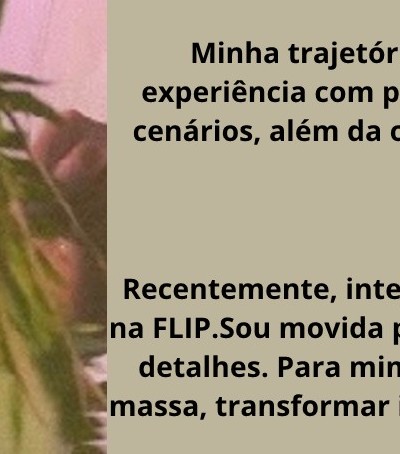 Minha trajetór
experiência com p
cenários, além da c
Recentemente, inte
na FLIP.Sou movida p
detalhes. Para min
massa, transformar i